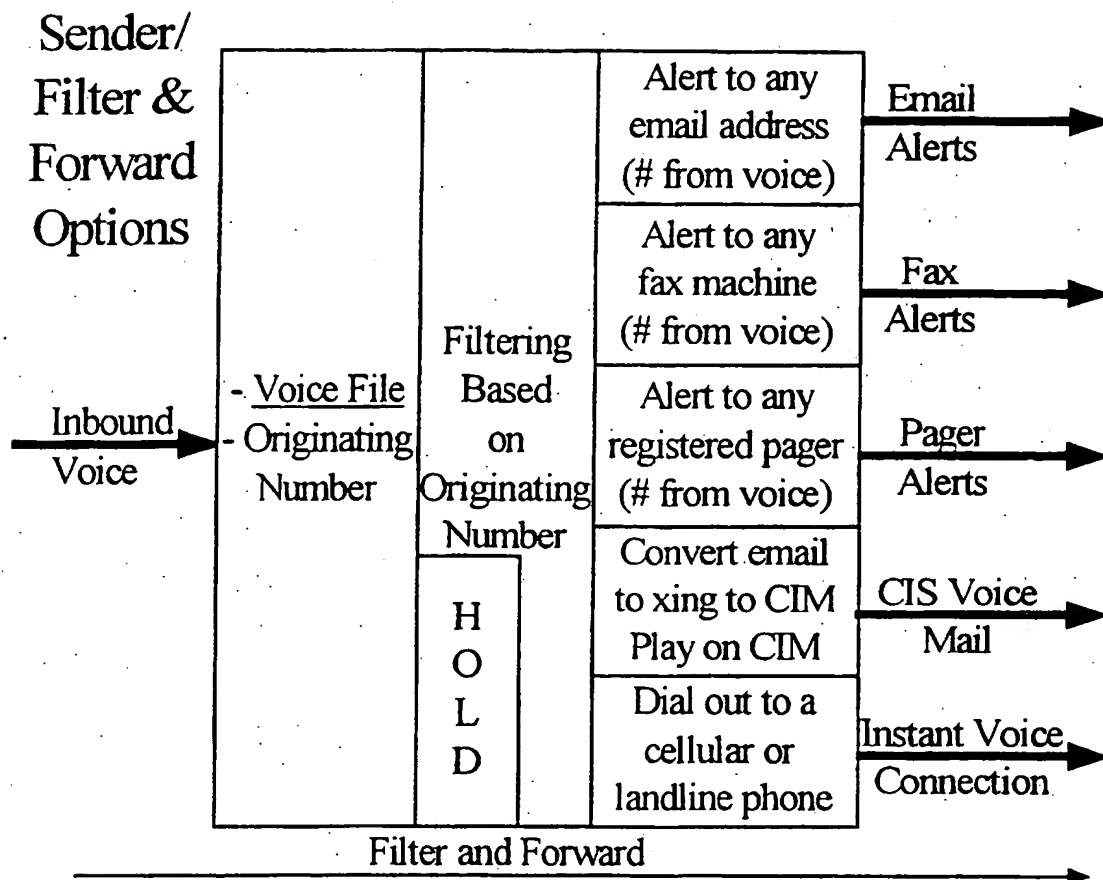 Sender/
Filter &
Forward
Options
Inbound
Voice
- Voice File
- Originating
Number
Filtering
Based
on
Originating
Number
H
O
L
D
Alert to any
email address
(# from voice)
Alert to any
fax machine
(# from voice)
Alert to any
registered pager
(# from voice)
Convert email
to xing to CIM
Play on CIM
Dial out to a
cellular or
landline phone
Email
Alerts
Fax
Alerts
Pager
Alerts
CIS Voice
Mail
Instant Voice
Connection
Filter and Forward